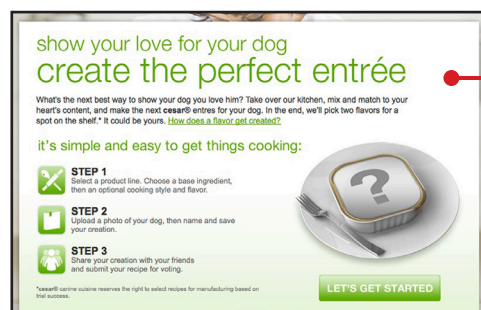 show your love for your dog
create the perfect entrée
What's the next best way to show your dog you love him? Take over our kitchen, mix and match to your
heart's content, and make the next cesar® entres for your dog. In the end, we'll pick two flavors for a
spot on the shelf.* It could be yours. How does a flavor get created?
it's simple and easy to get things cooking:
STEP 1
Select a product line. Choose a base ingredient,
then an optional cooking style and flavor.
STEP 2
Upload a photo of your dog, then name and save
your creation.
STEP 3
Share your creation with your friends
and submit your recipe for voting.
?
*cesar® canine cuisine reserves the right to select recipes for manufacturing based on
trial success.
LET'S GET STARTED